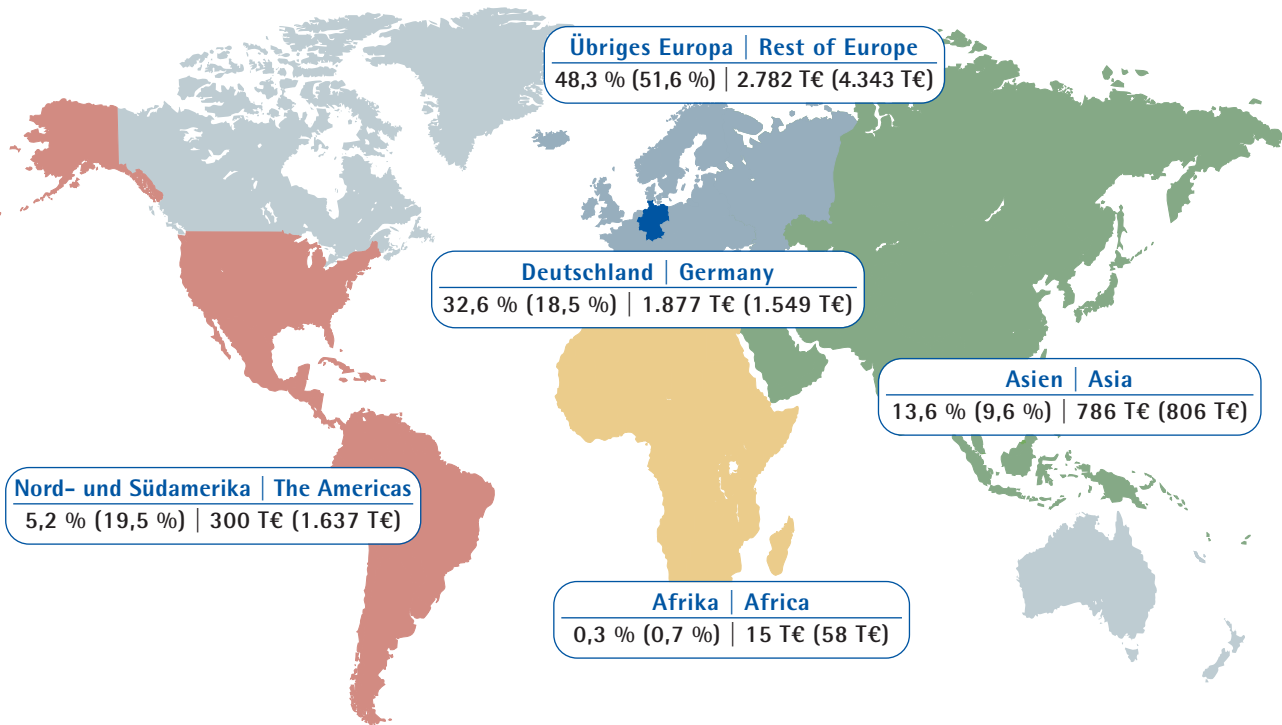 Übriges Europa | Rest of Europe
48,3 % (51,6 %) | 2.782 T€ (4.343 T€)
Deutschland | Germany
32,6 % (18,5 %) | 1.877 T€ (1.549 T€)
Asien | Asia
13,6 % (9,6 %) | 786 T€ (806 T€)
Nord- und Südamerika | The Americas
5,2 % (19,5 %) | 300 T€ (1.637 T€)
Afrika | Africa
0,3 % (0,7 %) | 15 T€ (58 T€)